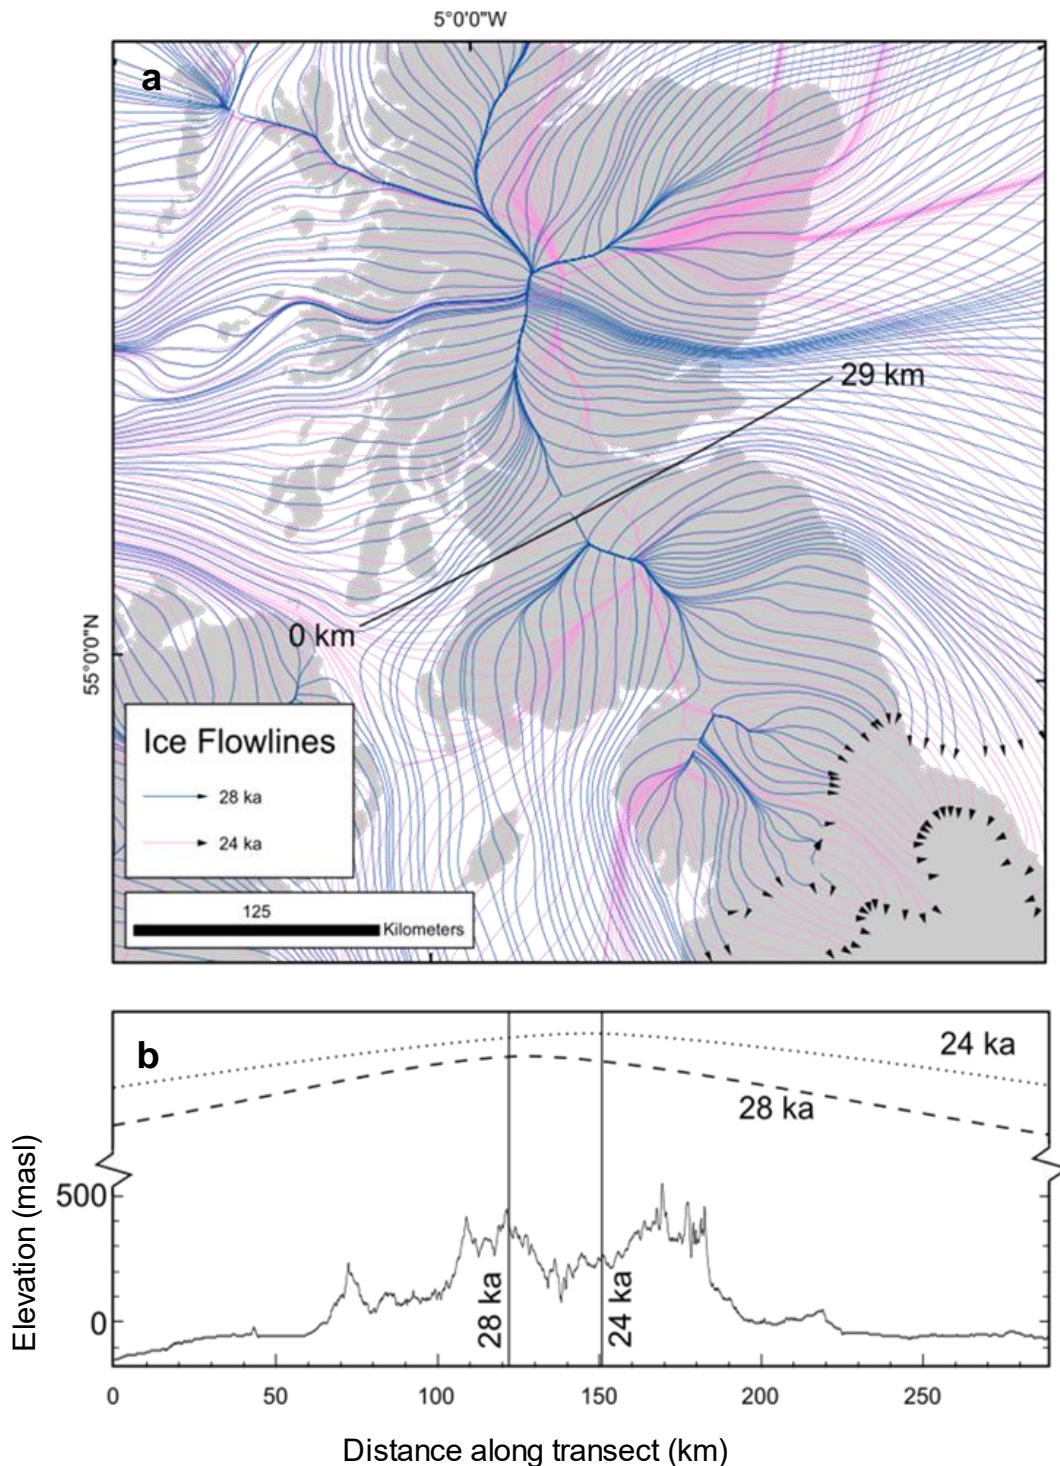 5°0'0"W
a
29 km
0 km
55°0'0"N
Ice Flowlines
28 ka
24 ka
125
Kilometers
b
24 ka
28 ka
Elevation (masl)
500
0
28 ka
24 ka
0 50 100 150 200 250
Distance along transect (km)